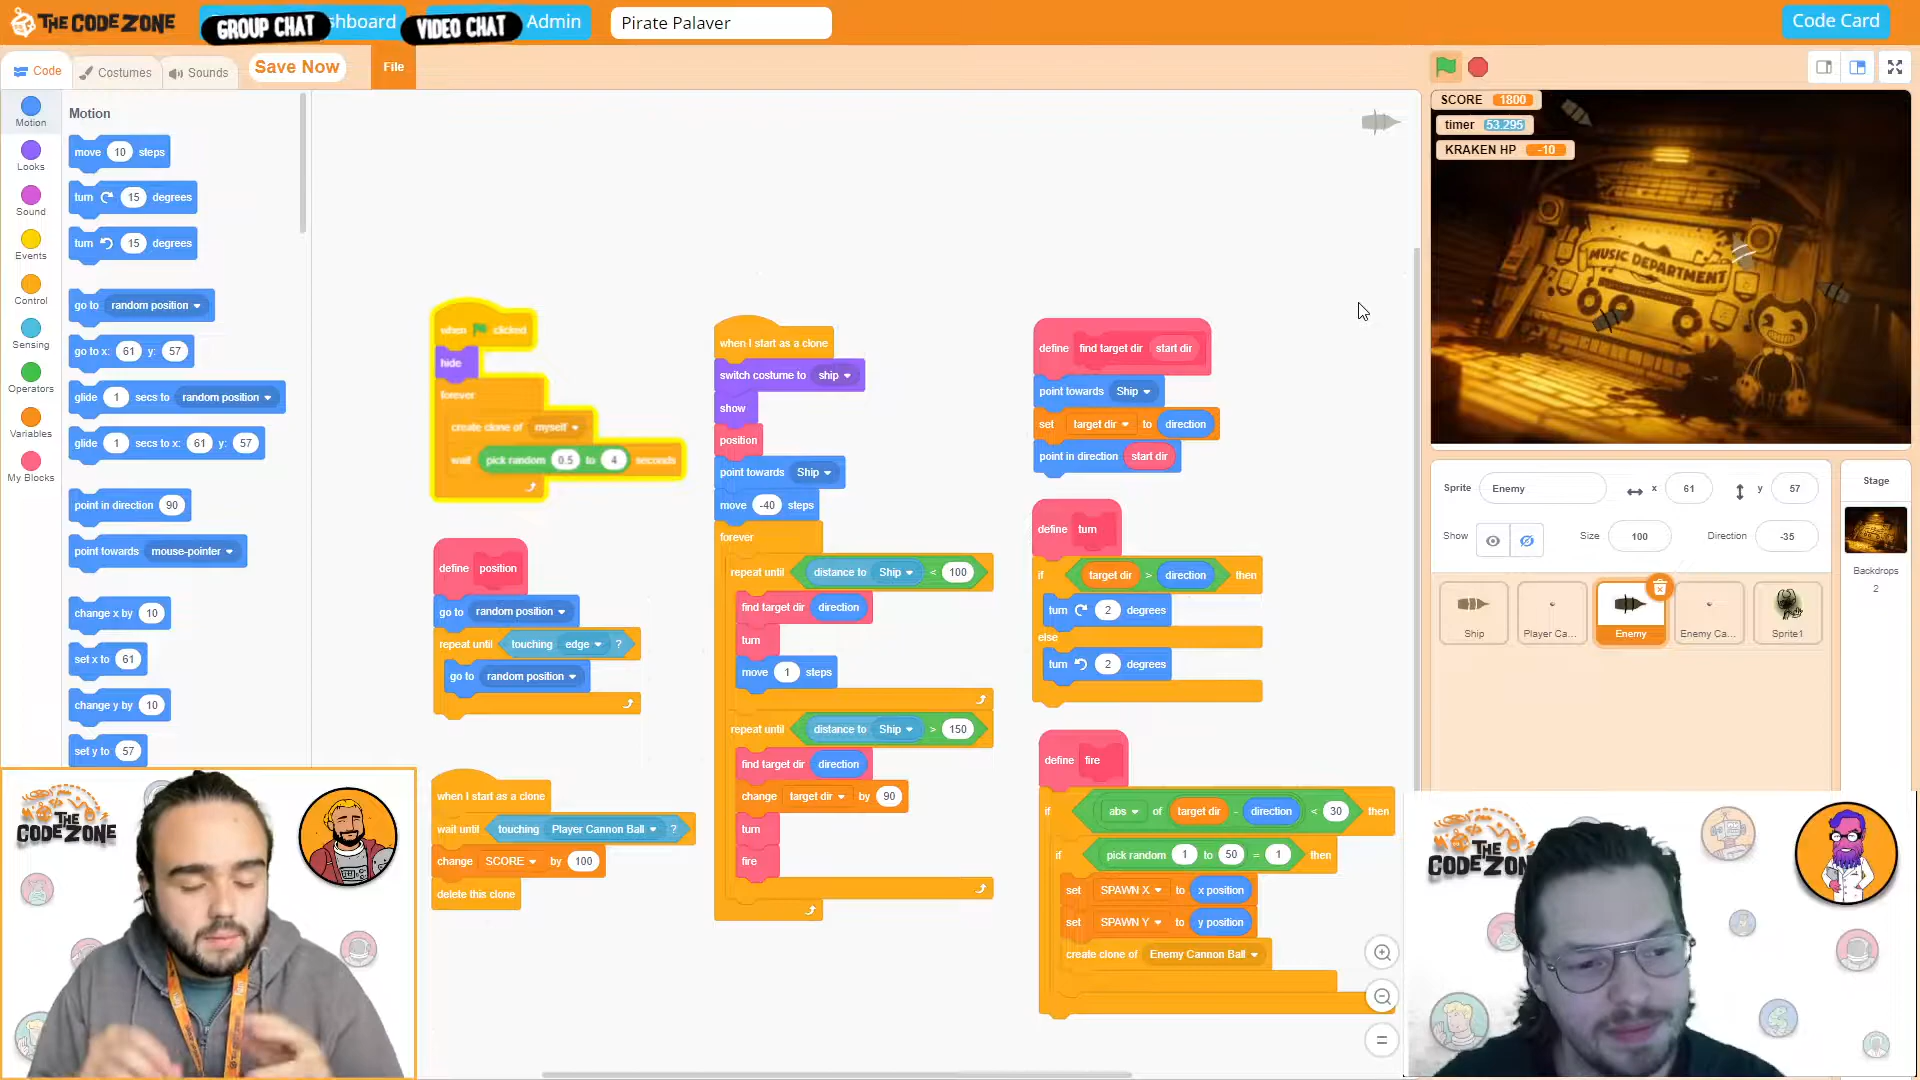 THE CODE ZONE
GROUP CHAT
shboard
VIDEO CHAT
Admin
Pirate Palaver
Code Card
Code
Costumes
Sounds
Save Now
File
Motion
Looks
Sound
Events
Control
Sensing
Operators
Variables
My Blocks
Motion
move 10 steps
turn 15 degrees
turn 15 degrees
go to random position
go to x: 61 y: 57
glide 1 secs to random position
glide 1 secs to x: 61 y: 57
point in direction 90
point towards mouse-pointer
change x by 10
set x to 61
change y by 10
set y to 57
when clicked
hide
forever
create clone of myself
wait pick random 0.5 to 4 seconds
define position
go to random position
repeat until touching edge ?
go to random position
when I start as a clone
wait until touching Player Cannon Ball ?
change SCORE by 100
delete this clone
when I start as a clone
switch costume to ship
show
position
point towards Ship
move -40 steps
forever
repeat until distance to Ship < 100
find target dir direction
turn
move 1 steps
repeat until distance to Ship > 150
find target dir direction
change target dir by 90
turn
fire
define find target dir start dir
point towards Ship
set target dir to direction
point in direction start dir
define turn
if target dir > direction then
turn 2 degrees
else
turn 2 degrees
define fire
if abs of target dir - direction < 30 then
if pick random 1 to 50 = 1 then
set SPAWN X to x position
set SPAWN Y to y position
create clone of Enemy Cannon Ball
SCORE 1800
timer 53.295
KRAKEN HP -10
MUSIC DEPARTMENT
Sprite Enemy x 61 y 57
Show Size 100 Direction -35
Ship
Player Ca...
Enemy
Enemy Ca...
Sprite1
Stage
Backdrops
2
THE CODE ZONE
THE CODE ZONE